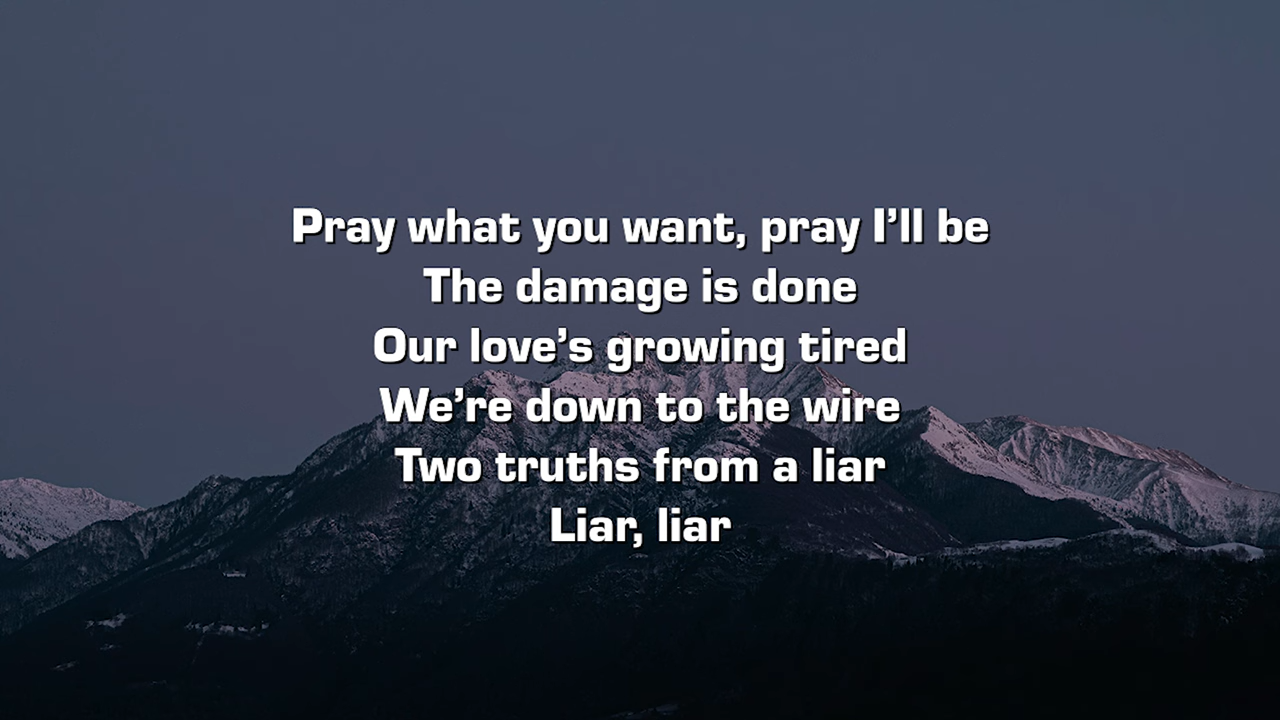 Pray what you want, pray I’ll be
The damage is done
Our love’s growing tired
We’re down to the wire
Two truths from a liar
Liar, liar